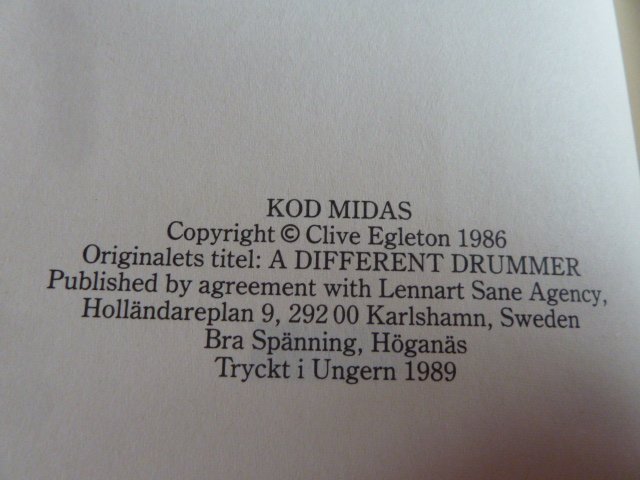 KOD MIDAS
Copyright © Clive Egleton 1986
Originalets titel: A DIFFERENT DRUMMER
Published by agreement with Lennart Sane Agency,
Holländareplan 9, 292 00 Karlshamn, Sweden
Bra Spänning, Höganäs
Tryckt i Ungern 1989